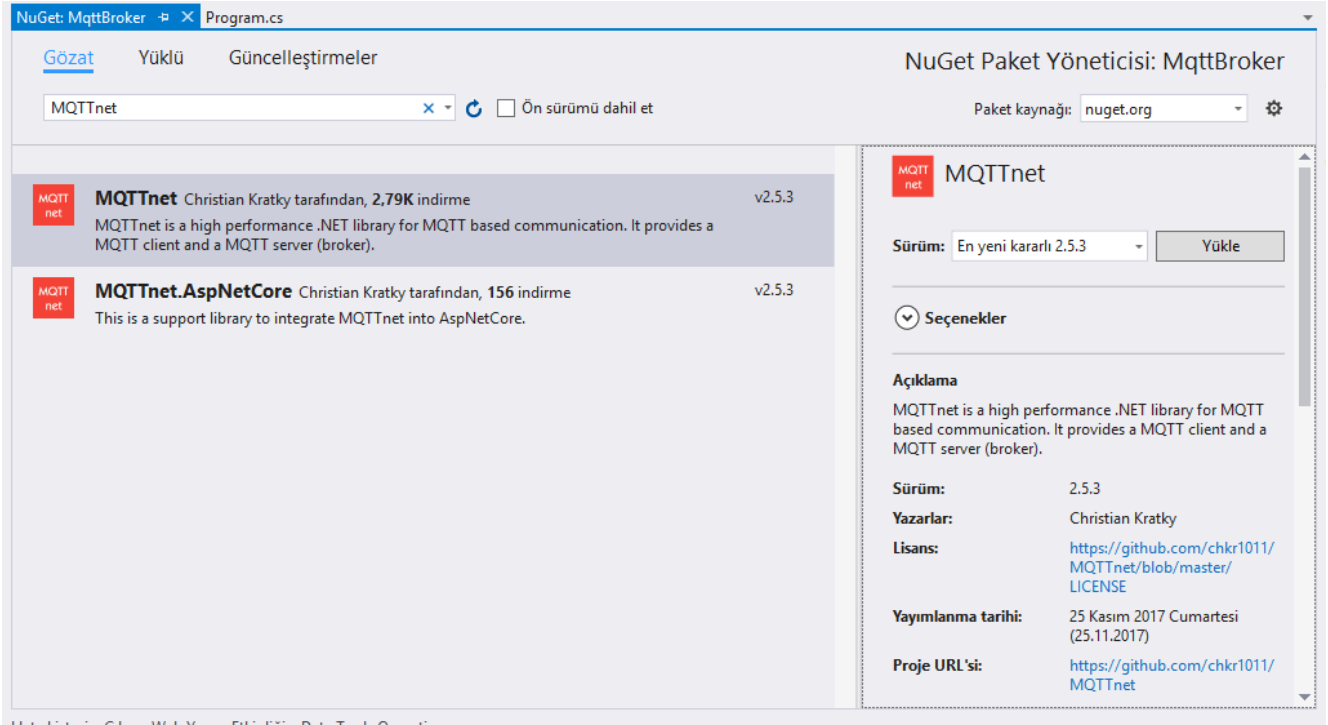 NuGet: MqttBroker Program.cs
Gözat Yüklü Güncelleştirmeler
NuGet Paket Yöneticisi: MqttBroker
MQTTnet
Ön sürümü dahil et
Paket kaynağı: nuget.org
MQTT
net
MQTTnet Christian Kratky tarafından, 2,79K indirme v2.5.3
MQTTnet is a high performance .NET library for MQTT based communication. It provides a
MQTT client and a MQTT server (broker).
MQTT
net
MQTTnet.AspNetCore Christian Kratky tarafından, 156 indirme v2.5.3
This is a support library to integrate MQTTnet into AspNetCore.
MQTT
net
MQTTnet
Sürüm: En yeni kararlı 2.5.3 Yükle
Seçenekler
Açıklama
MQTTnet is a high performance .NET library for MQTT
based communication. It provides a MQTT client and a
MQTT server (broker).
Sürüm: 2.5.3
Yazarlar: Christian Kratky
Lisans: https://github.com/chkr1011/
MQTTnet/blob/master/
LICENSE
Yayımlanma tarihi: 25 Kasım 2017 Cumartesi
(25.11.2017)
Proje URL'si: https://github.com/chkr1011/
MQTTnet